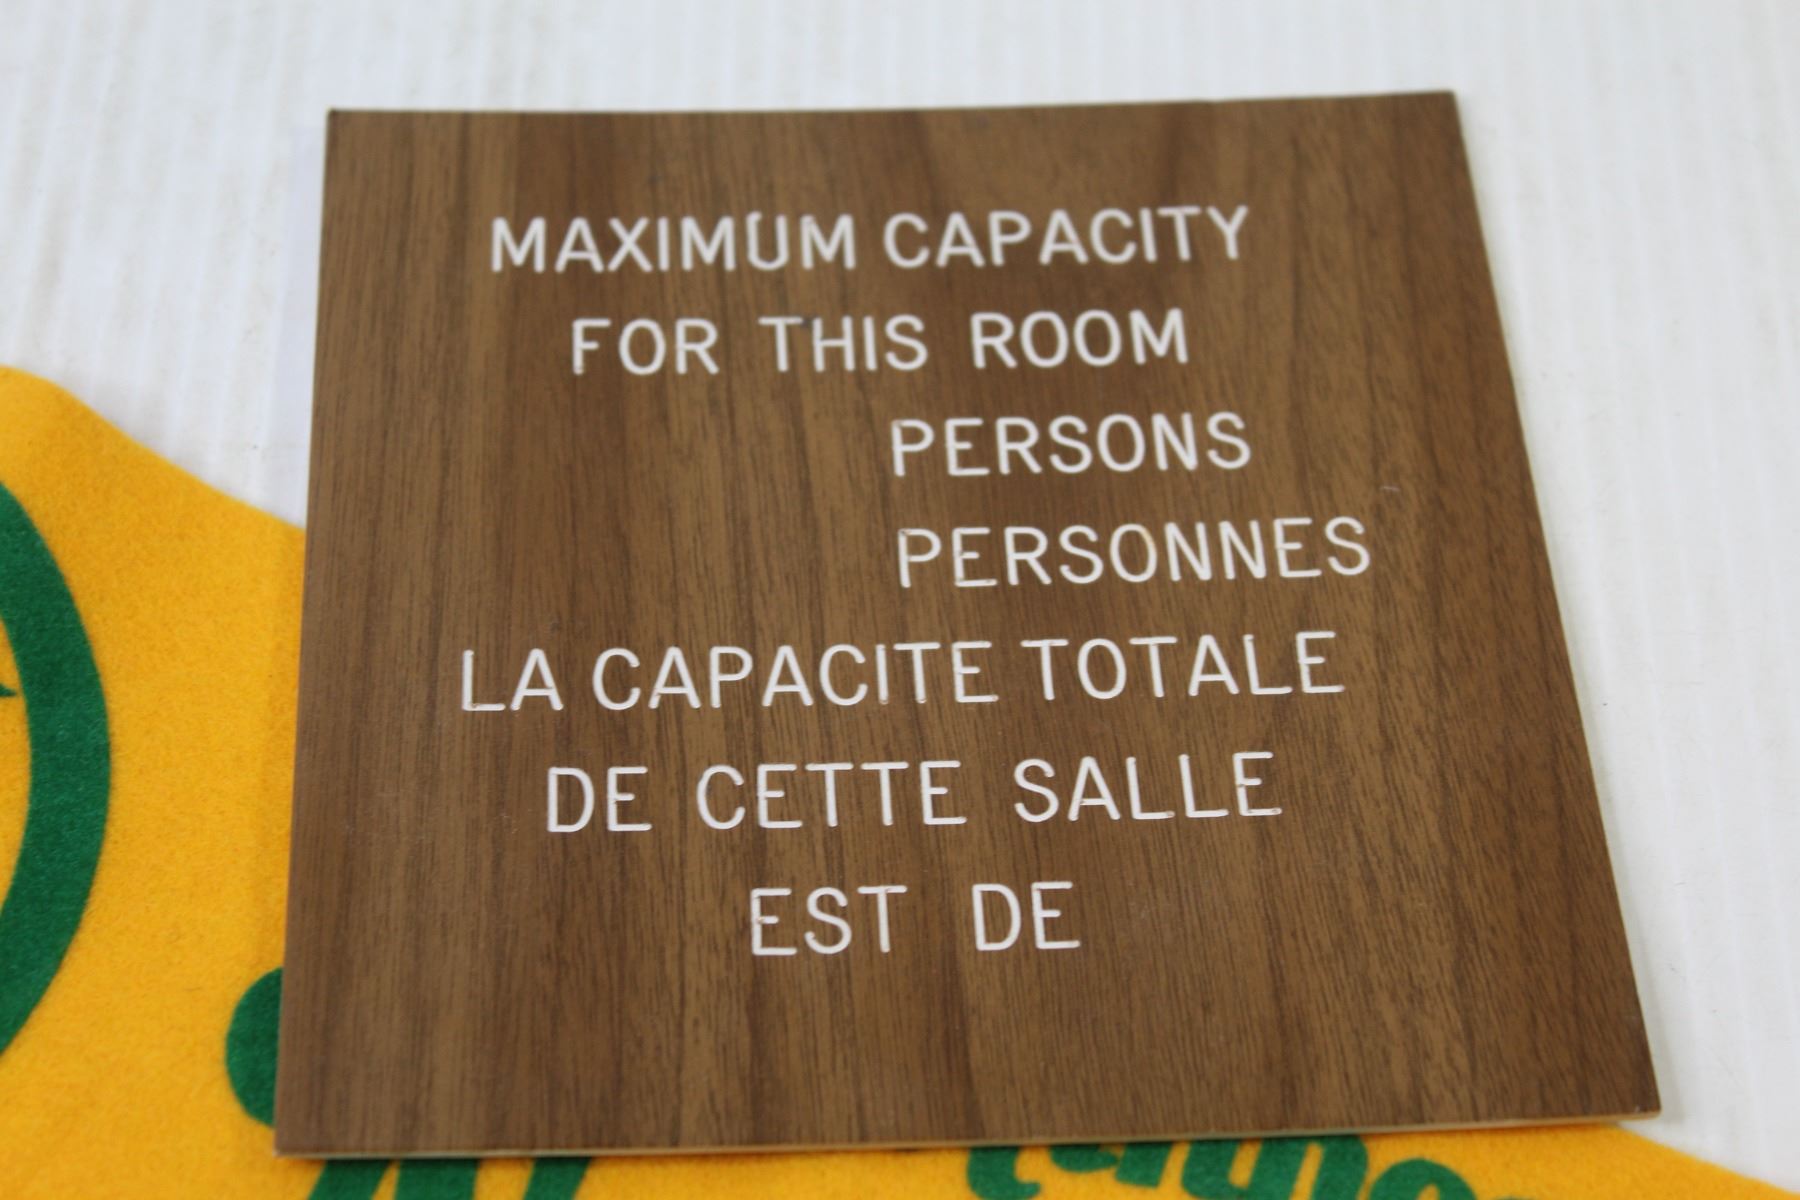 MAXIMUM CAPACITY
FOR THIS ROOM
PERSONS
PERSONNES
LA CAPACITE TOTALE
DE CETTE SALLE
EST DE